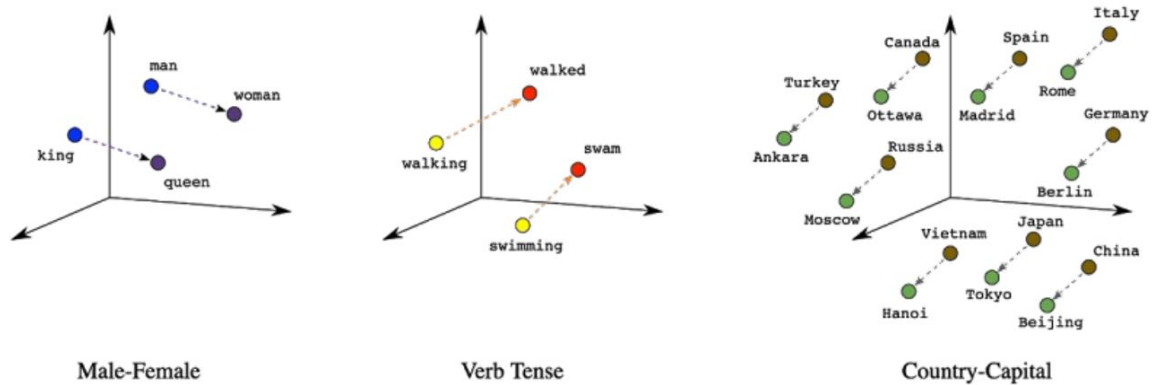 man
woman
king
queen
Male-Female
walked
walking
swam
swimming
Verb Tense
Italy
Canada
Spain
Rome
Turkey
Ottawa
Madrid
Germany
Ankara
Russia
Berlin
Moscow
Vietnam
Japan
China
Hanoi
Tokyo
Beijing
Country-Capital